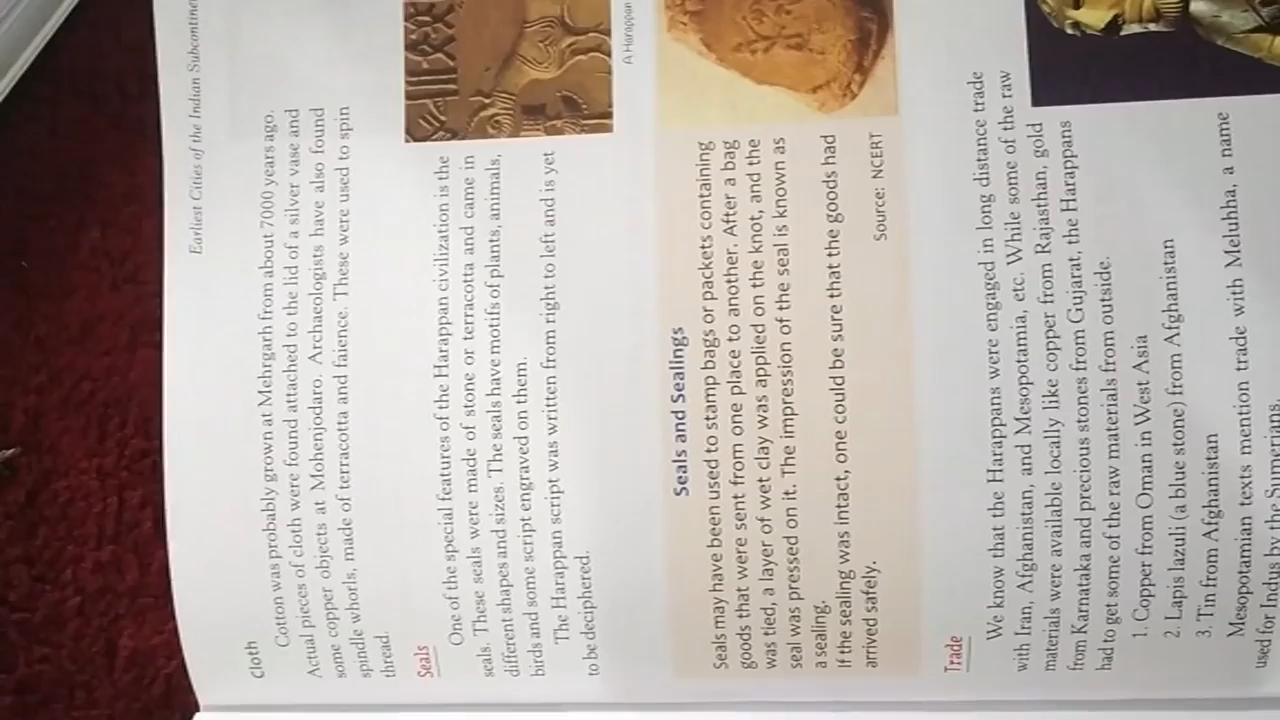 Earliest Cities of the Indian Subcontinent
Cloth
Cotton was probably grown at Mehrgarh from about 7000 years ago.
Actual pieces of cloth were found attached to the lid of a silver vase and
some copper objects at Mohenjodaro. Archaeologists have also found
spindle whorls, made of terracotta and faience. These were used to spin
thread.
Seals
One of the special features of the Harappan civilization is the
seals. These seals were made of stone or terracotta and came in
different shapes and sizes. The seals have motifs of plants, animals,
birds and some script engraved on them.
The Harappan script was written from right to left and is yet
to be deciphered.
A Harappan
Seals and Sealings
Seals may have been used to stamp bags or packets containing
goods that were sent from one place to another. After a bag
was tied, a layer of wet clay was applied on the knot, and the
seal was pressed on it. The impression of the seal is known as
a sealing.
If the sealing was intact, one could be sure that the goods had
arrived safely.
Source: NCERT
Trade
We know that the Harappans were engaged in long distance trade
with Iran, Afghanistan, and Mesopotamia, etc. While some of the raw
materials were available locally like copper from Rajasthan, gold
from Karnataka and precious stones from Gujarat, the Harappans
had to get some of the raw materials from outside.
1. Copper from Oman in West Asia
2. Lapis lazuli (a blue stone) from Afghanistan
3. Tin from Afghanistan
Mesopotamian texts mention trade with Meluhha, a name
used for Indus by the Sumerians.